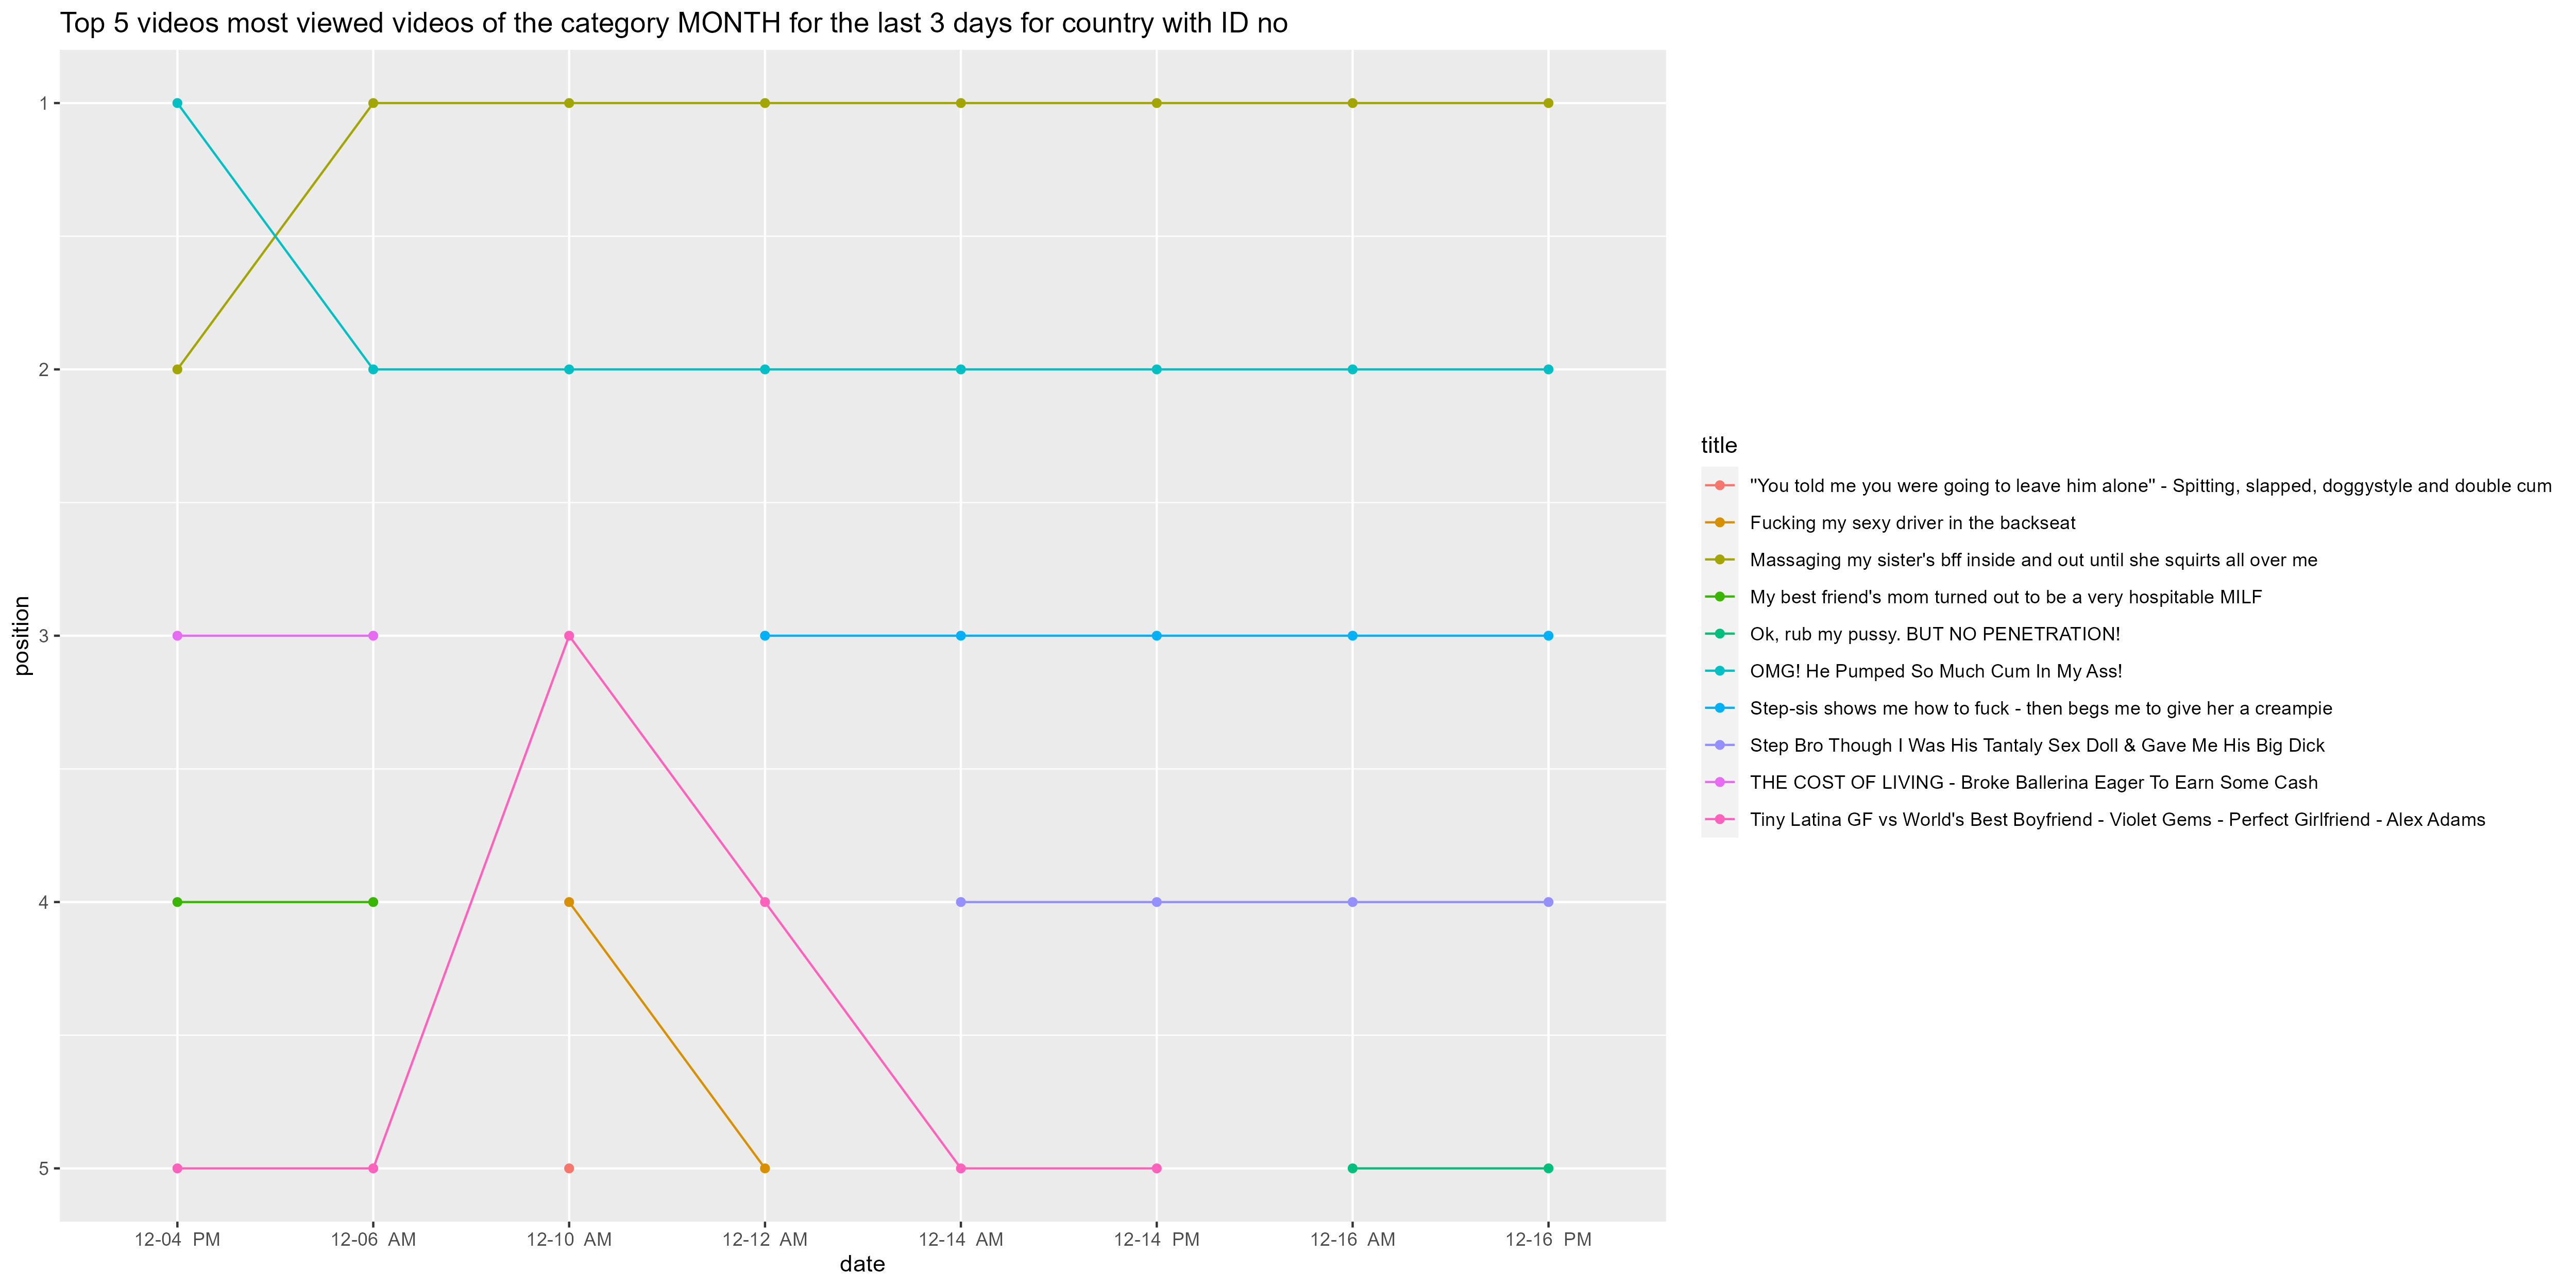 Top 5 videos most viewed videos of the category MONTH for the last 3 days for country with ID no
1
2
3
4
5
position
12-04 PM
12-06 AM
12-10 AM
12-12 AM
12-14 AM
12-14 PM
12-16 AM
12-16 PM
date
title
"You told me you were going to leave him alone" - Spitting, slapped, doggystyle and double cum
Fucking my sexy driver in the backseat
Massaging my sister's bff inside and out until she squirts all over me
My best friend's mom turned out to be a very hospitable MILF
Ok, rub my pussy. BUT NO PENETRATION!
OMG! He Pumped So Much Cum In My Ass!
Step-sis shows me how to fuck - then begs me to give her a creampie
Step Bro Though I Was His Tantaly Sex Doll & Gave Me His Big Dick
THE COST OF LIVING - Broke Ballerina Eager To Earn Some Cash
Tiny Latina GF vs World's Best Boyfriend - Violet Gems - Perfect Girlfriend - Alex Adams